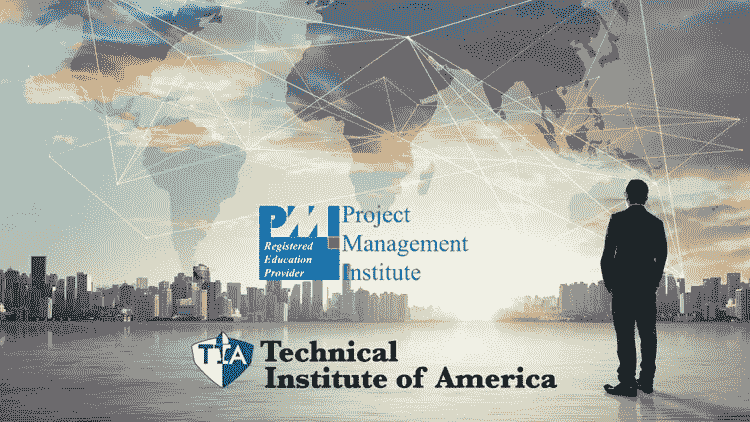 PMI
Registered
Education
Provider
Project
Management
Institute
TIA
Technical
Institute of America